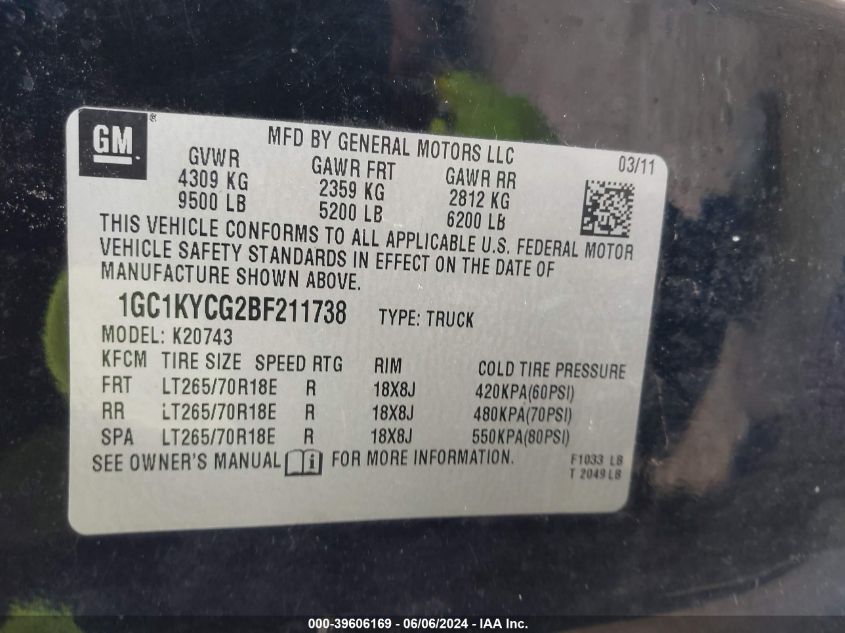 GM ®
MFD BY GENERAL MOTORS LLC 03/11
GVWR GAWR FRT GAWR RR
4309 KG 2359 KG 2812 KG
9500 LB 5200 LB 6200 LB
THIS VEHICLE CONFORMS TO ALL APPLICABLE U.S. FEDERAL MOTOR
VEHICLE SAFETY STANDARDS IN EFFECT ON THE DATE OF
MANUFACTURE SHOWN ABOVE.
1GC1KYCG2BF211738 TYPE: TRUCK
MODEL: K20743
KFCM TIRE SIZE SPEED RTG RIM COLD TIRE PRESSURE
FRT LT265/70R18E R 18X8J 420KPA(60PSI)
RR LT265/70R18E R 18X8J 480KPA(70PSI)
SPA LT265/70R18E R 18X8J 550KPA(80PSI)
SEE OWNER'S MANUAL i FOR MORE INFORMATION.
F1033 LB
T 2049 LB
000-39606169 - 06/06/2024 - IAA Inc.